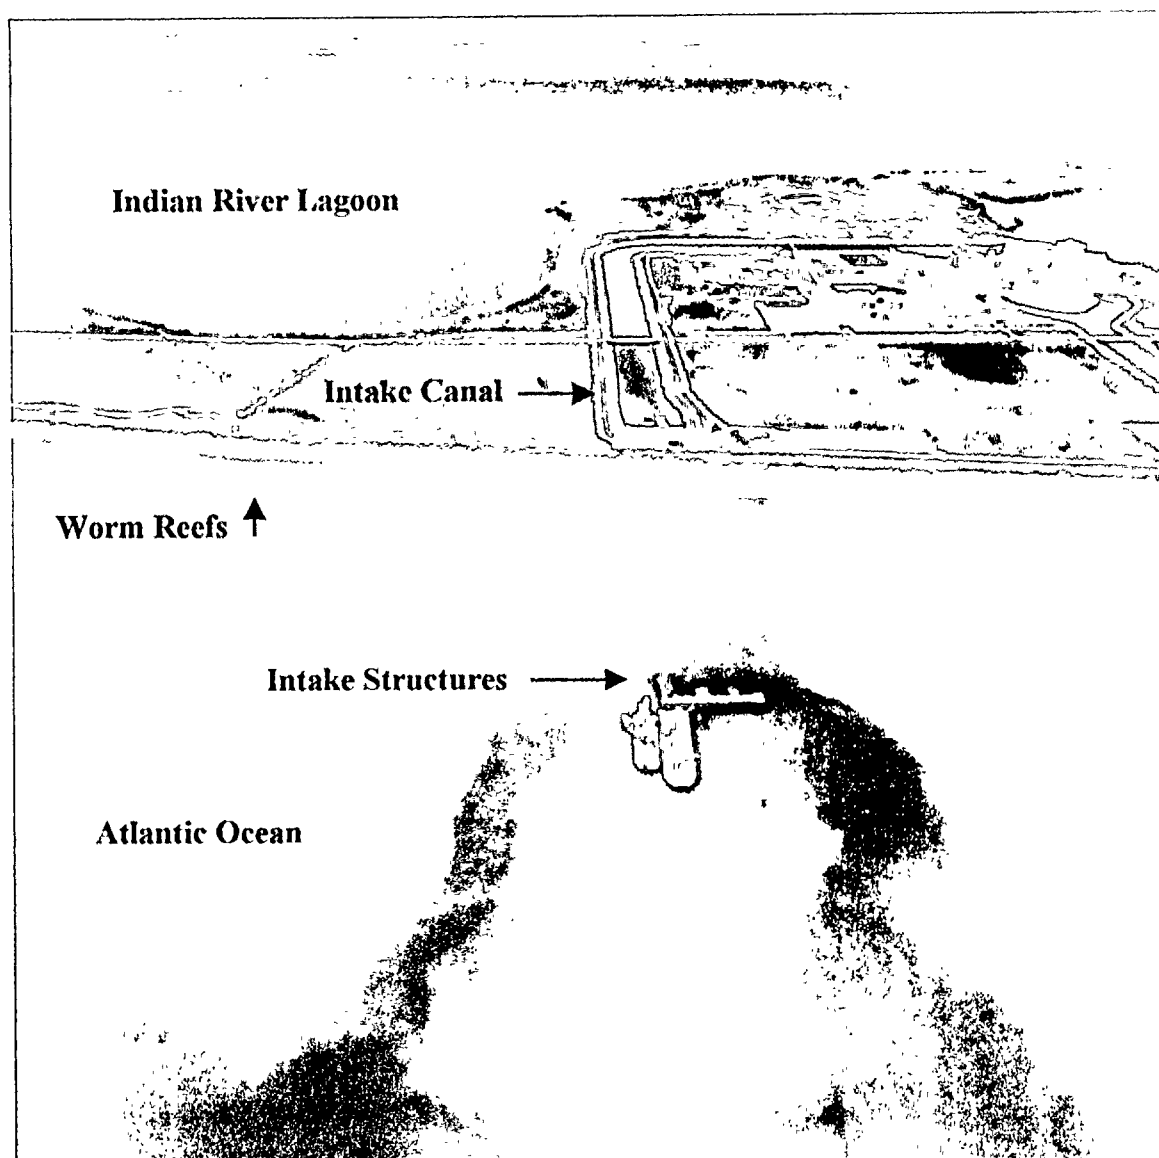 Indian River Lagoon
Intake Canal
Worm Reefs
Intake Structures
Atlantic Ocean